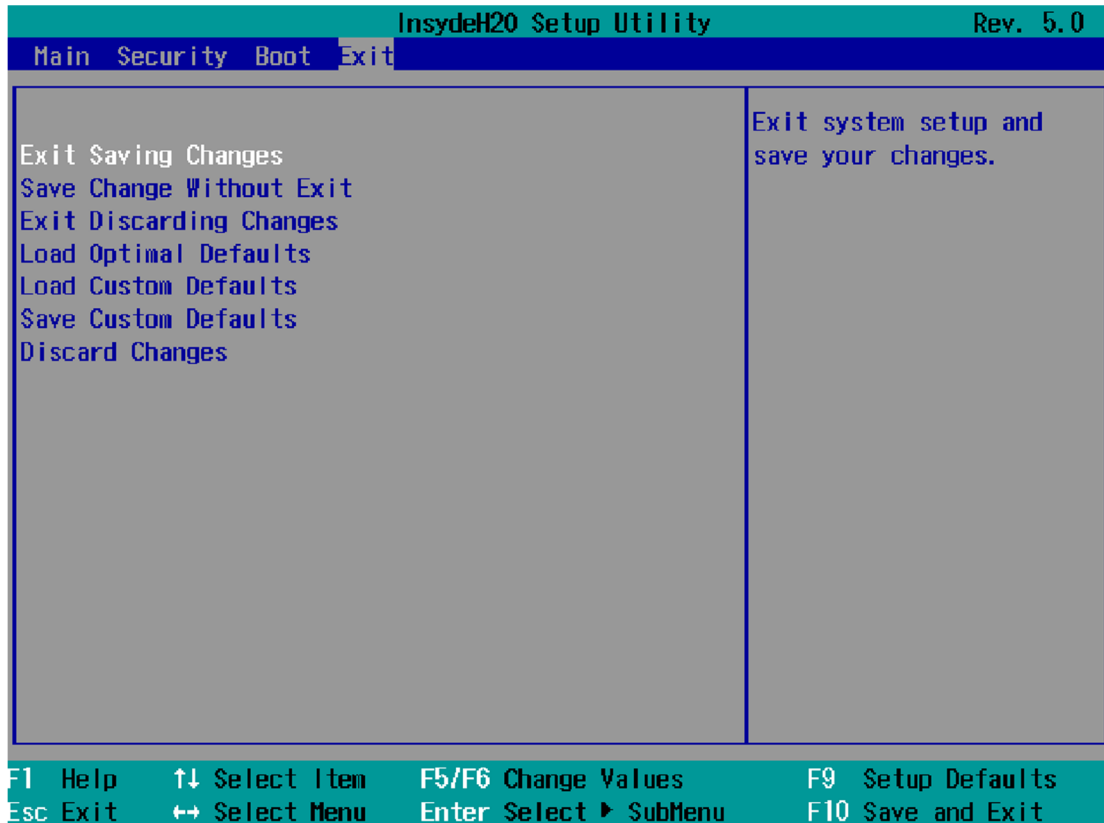 InsydeH2O Setup Utility Rev. 5.0
Main Security Boot Exit
Exit Saving Changes
Save Change Without Exit
Exit Discarding Changes
Load Optimal Defaults
Load Custom Defaults
Save Custom Defaults
Discard Changes
Exit system setup and
save your changes.
F1 Help ↑↓ Select Item F5/F6 Change Values F9 Setup Defaults
Esc Exit ←→ Select Menu Enter Select ▶ SubMenu F10 Save and Exit